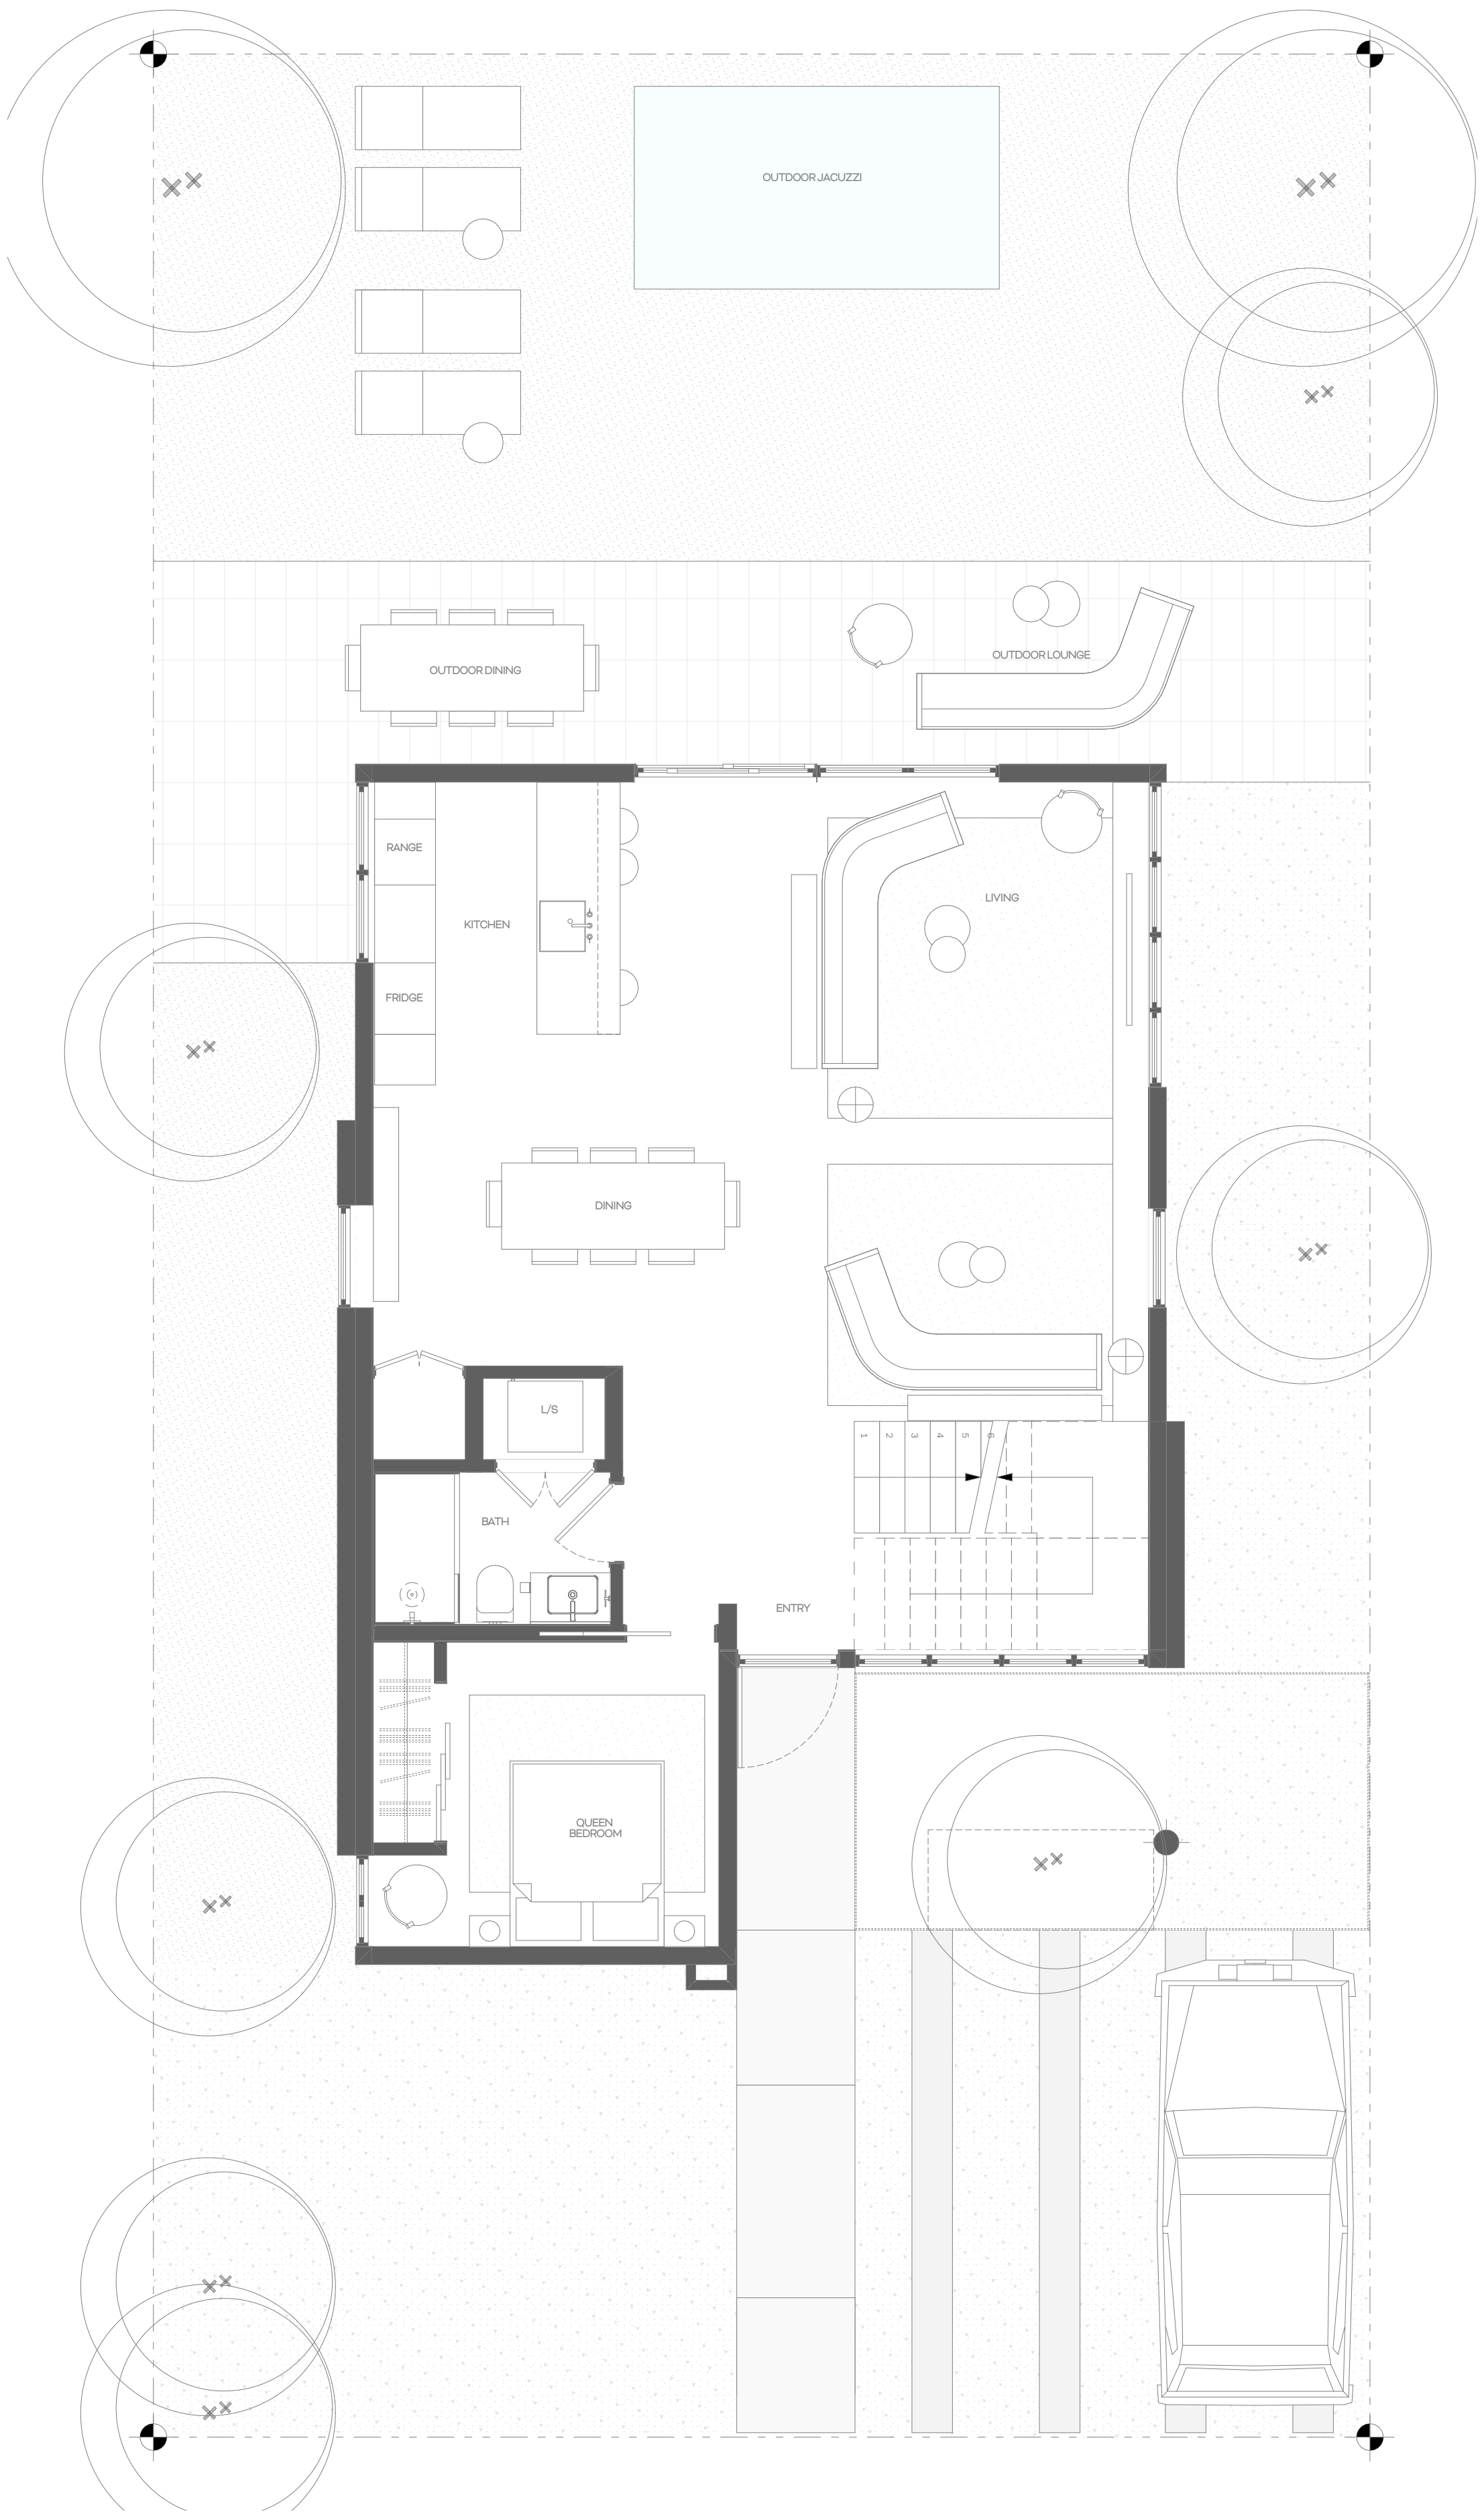 OUTDOOR JACUZZI
OUTDOOR LOUNGE
OUTDOOR DINING
RANGE
LIVING
KITCHEN
FRIDGE
DINING
L/S
1 2 3 4 5 6
BATH
ENTRY
QUEEN
BEDROOM